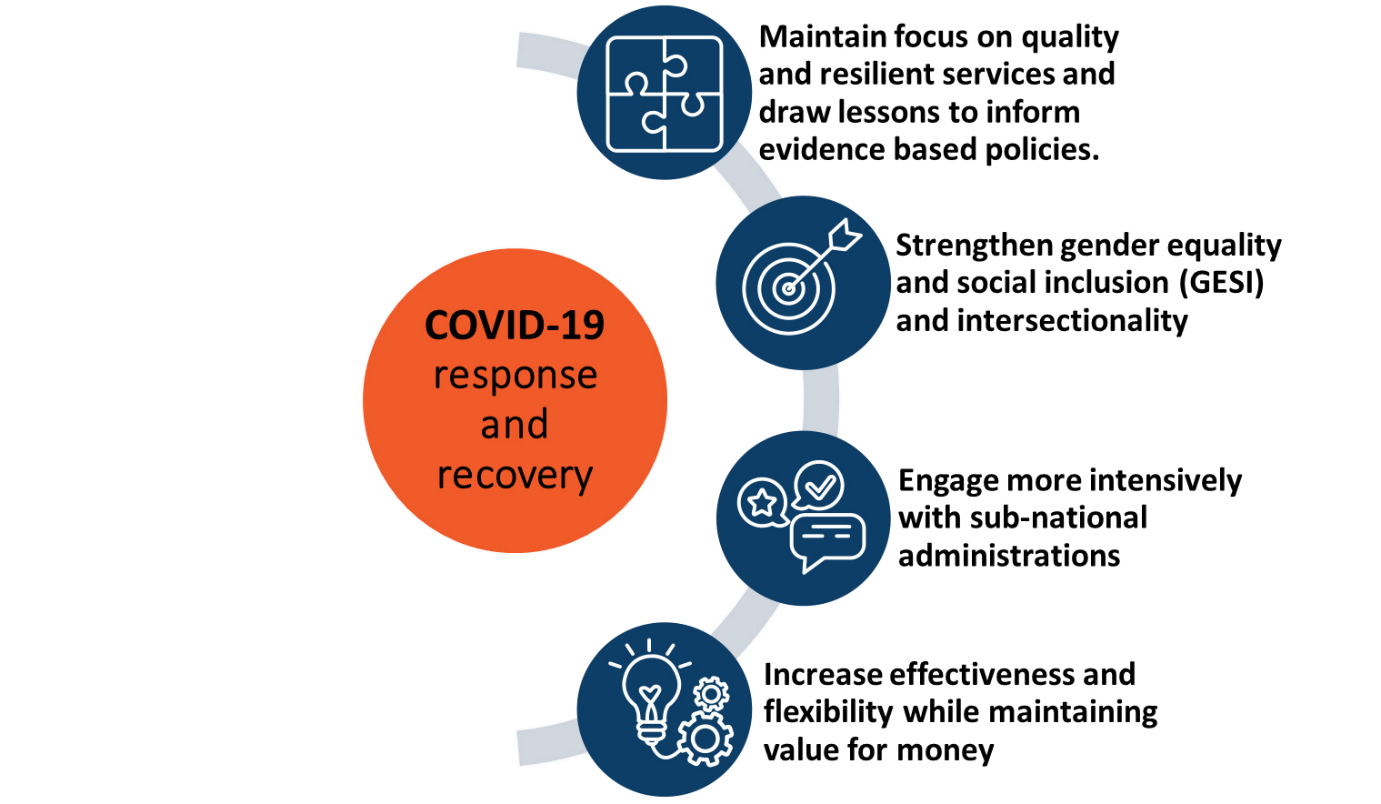 Maintain focus on quality
and resilient services and
draw lessons to inform
evidence based policies.
Strengthen gender equality
and social inclusion (GESI)
and intersectionality
COVID-19
response
and
recovery
Engage more intensively
with sub-national
administrations
Increase effectiveness and
flexibility while maintaining
value for money